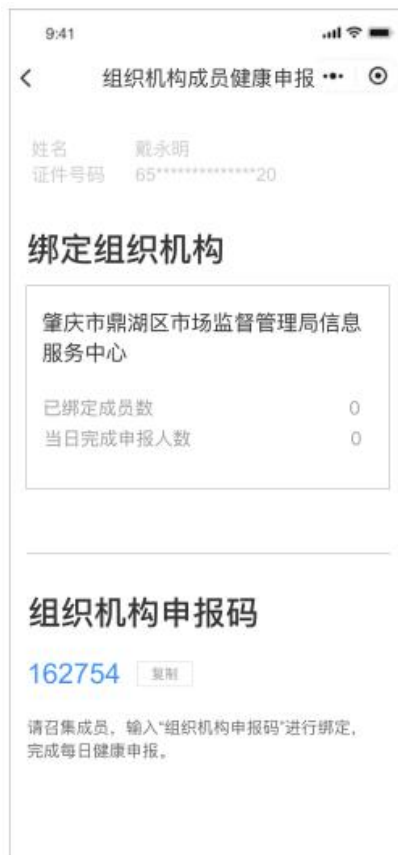 9:41
组织机构成员健康申报
姓名 戴永明
证件号码 65**************20
绑定组织机构
肇庆市鼎湖区市场监督管理局信息
服务中心
已绑定成员数 0
当日完成申报人数 0
组织机构申报码
162754 复制
请召集成员，输入“组织机构申报码”进行绑定，
完成每日健康申报。